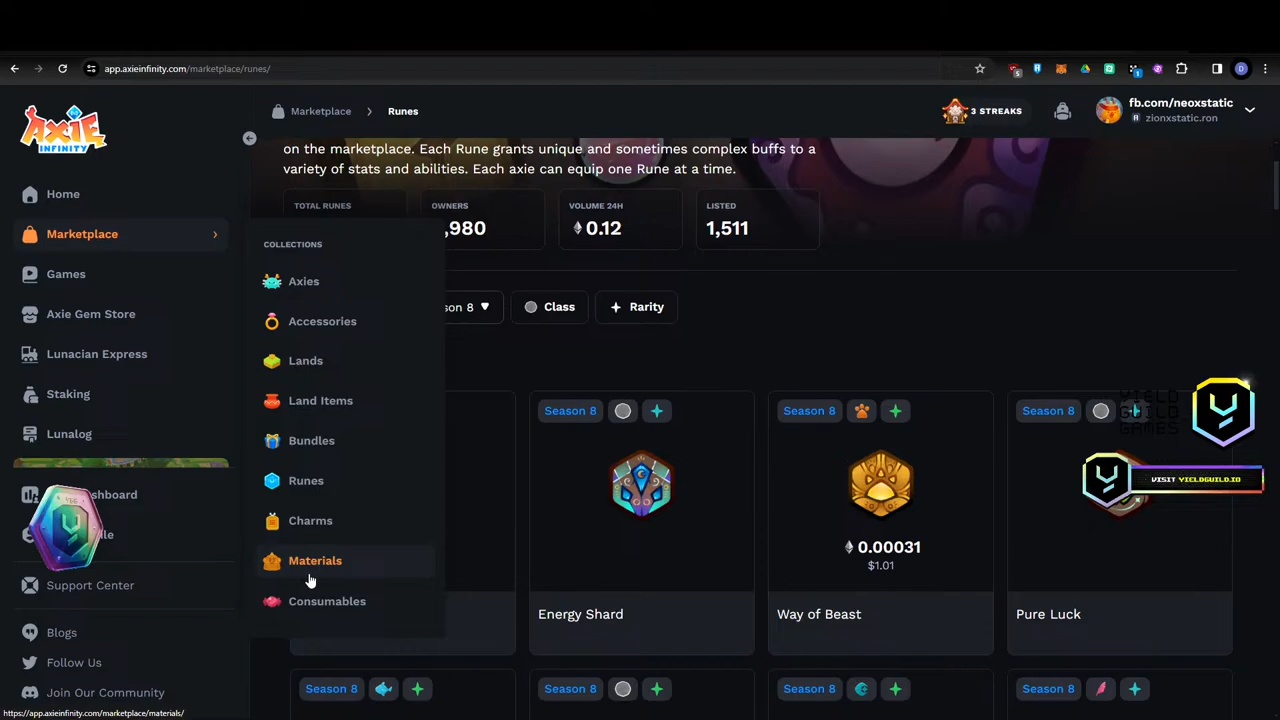 app.axieinfinity.com/marketplace/runes/
AXIE
INFINITY
Marketplace
Runes
3 STREAKS
fb.com/neoxstatic
zionxstatic.ron
on the marketplace. Each Rune grants unique and sometimes complex buffs to a
variety of stats and abilities. Each axie can equip one Rune at a time.
TOTAL RUNES
OWNERS
,980
VOLUME 24H
0.12
LISTED
1,511
Home
Marketplace
Games
Axie Gem Store
Lunacian Express
Staking
Lunalog
Support Center
Blogs
Follow Us
Join Our Community
COLLECTIONS
Axies
Accessories
Lands
Land Items
Bundles
Runes
Charms
Materials
Consumables
Class
Rarity
Season 8
Energy Shard
Season 8
0.00031
$1.01
Way of Beast
Season 8
Pure Luck
Season 8
Season 8
Season 8
Season 8
YIELD
GUILD
GAMES
VISIT YIELDGUILD.IO
https://app.axieinfinity.com/marketplace/materials/